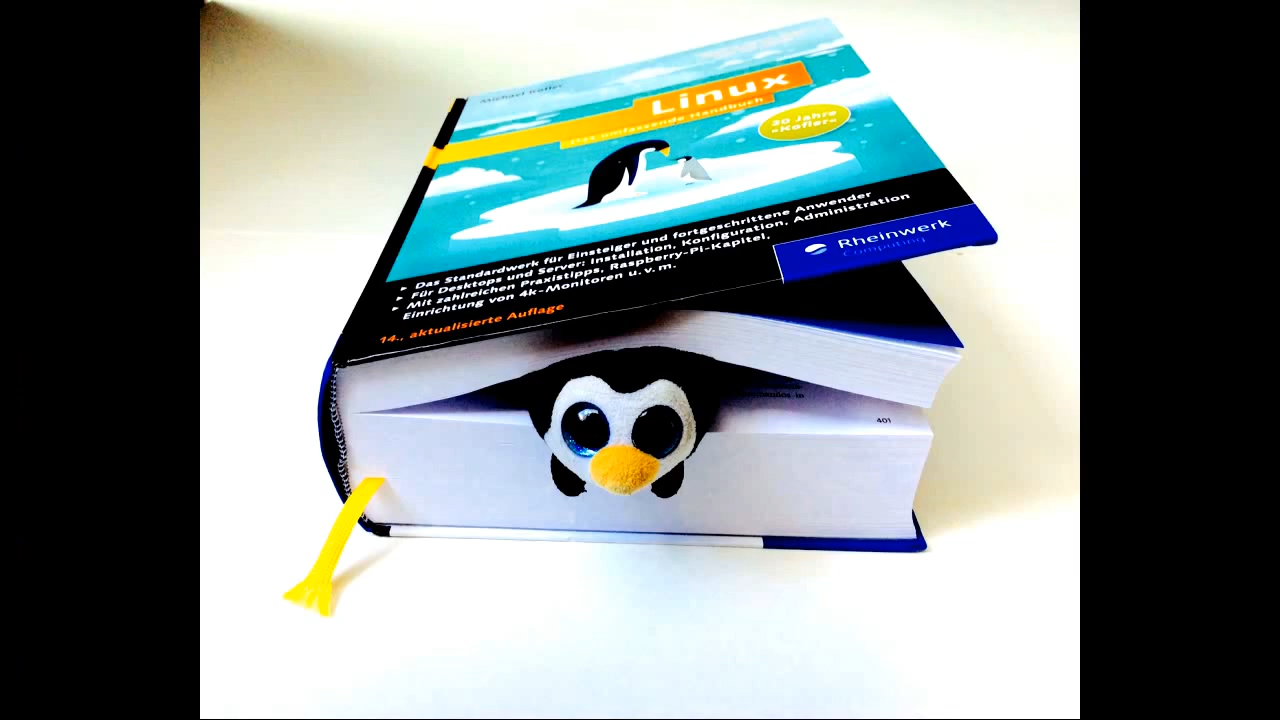 Michael Kofler
Linux
Das umfassende Handbuch
30 Jahre
»Kofler«
▸ Das Standardwerk für Einsteiger und fortgeschrittene Anwender
▸ Für Desktops und Server: Installation, Konfiguration, Administration
▸ Mit zahlreichen Praxistipps, Raspberry-Pi-Kapitel,
Einrichtung von 4k-Monitoren u. v. m.
14., aktualisierte Auflage
Rheinwerk
Computing
401